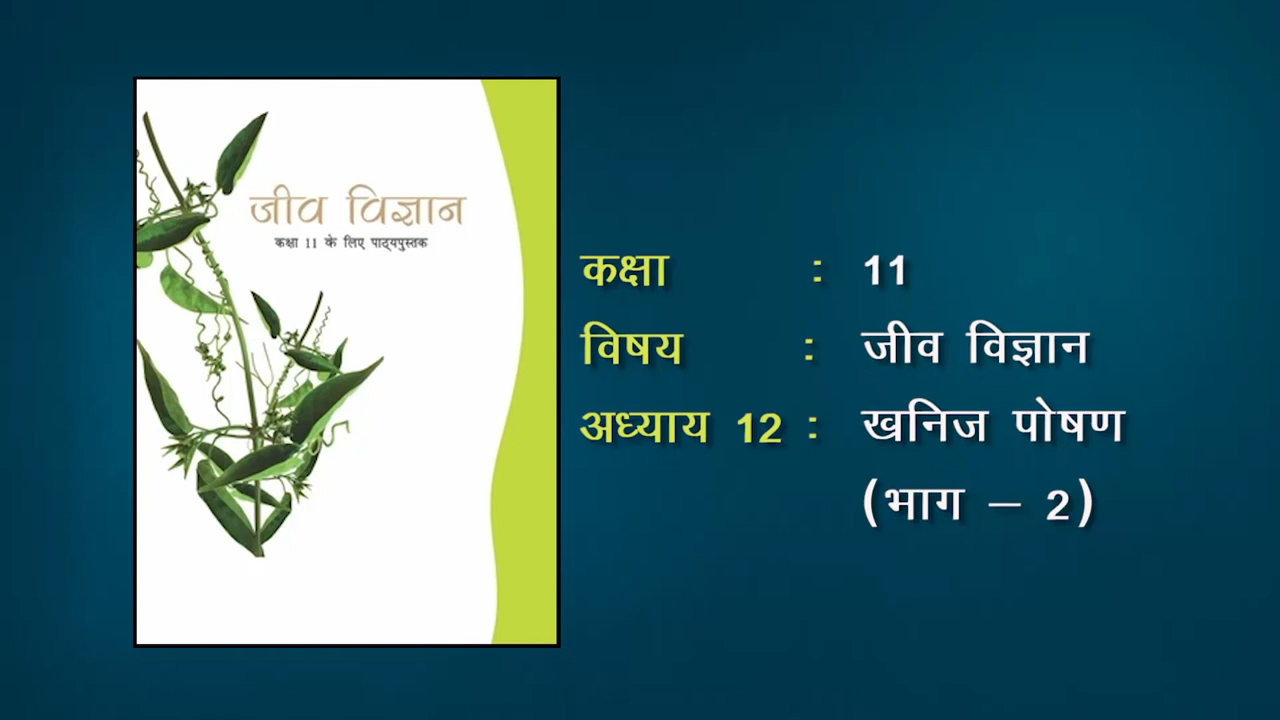 जीव विज्ञान
कक्षा 11 के लिए पाठ्यपुस्तक
कक्षा : 11
विषय : जीव विज्ञान
अध्याय 12 : खनिज पोषण
(भाग – 2)